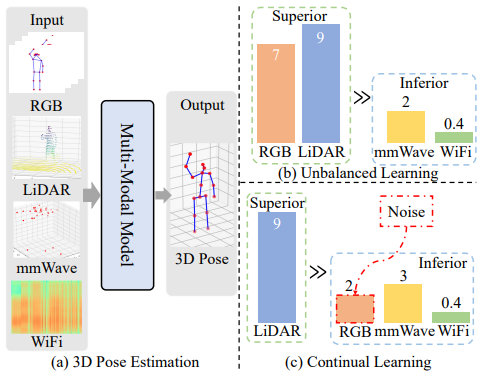 Input
RGB
LiDAR
mmWave
WiFi
Multi-Modal Model
Output
3D Pose
(a) 3D Pose Estimation
Superior
7
9
RGB LiDAR
Inferior
2
0.4
mmWave WiFi
(b) Unbalanced Learning
Superior
9
LiDAR
Noise
Inferior
2
3
0.4
RGB mmWave WiFi
(c) Continual Learning